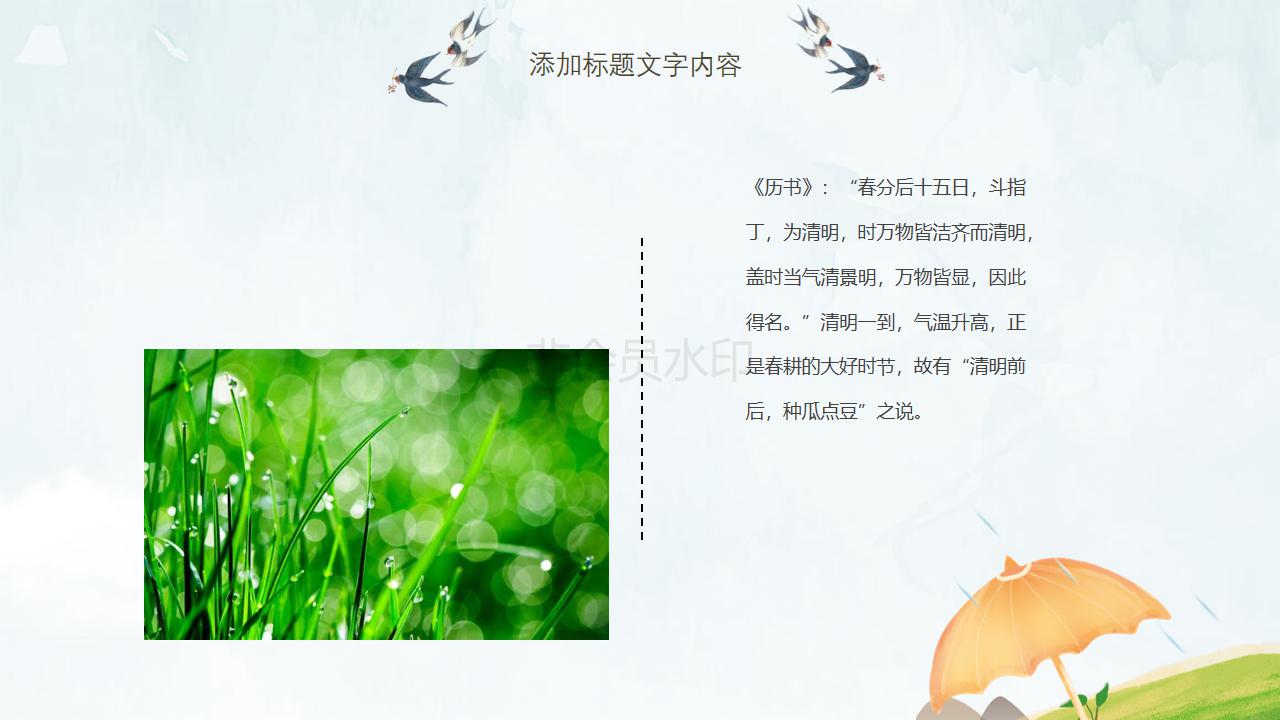 添加标题文字内容
《历书》：“春分后十五日，斗指
丁，为清明，时万物皆洁齐而清明，
盖时当气清景明，万物皆显，因此
得名。”清明一到，气温升高，正
是春耕的大好时节，故有“清明前
后，种瓜点豆”之说。
非会员水印